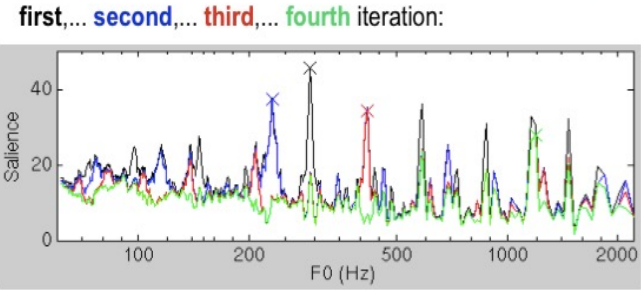 first,... second,... third,... fourth iteration:
40
20
0
Salience
100 200 500 1000 2000
F0 (Hz)